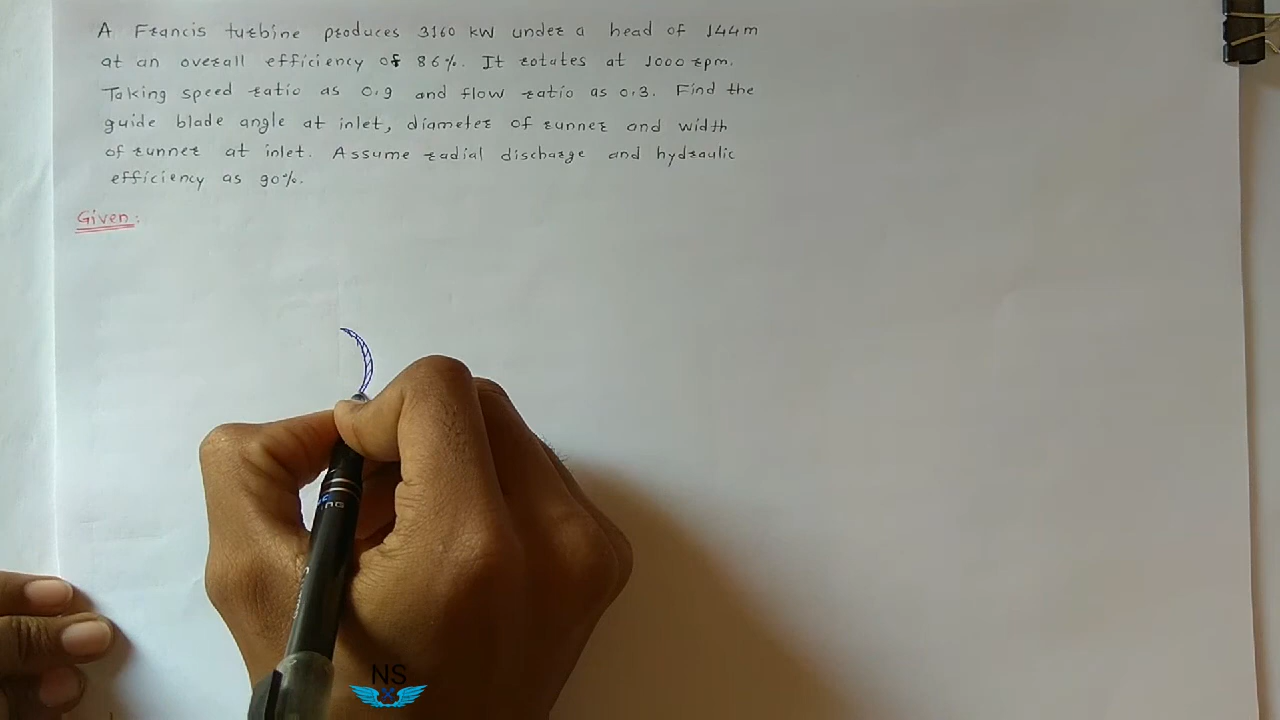 A Francis turbine produces 3160 kW under a head of 144m
at an overall efficiency of 86%. It rotates at 1000 rpm.
Taking speed ratio as 0.9 and flow ratio as 0.3. Find the
guide blade angle at inlet, diameter of runner and width
of runner at inlet. Assume radial discharge and hydraulic
efficiency as 90%.
Given:
NS